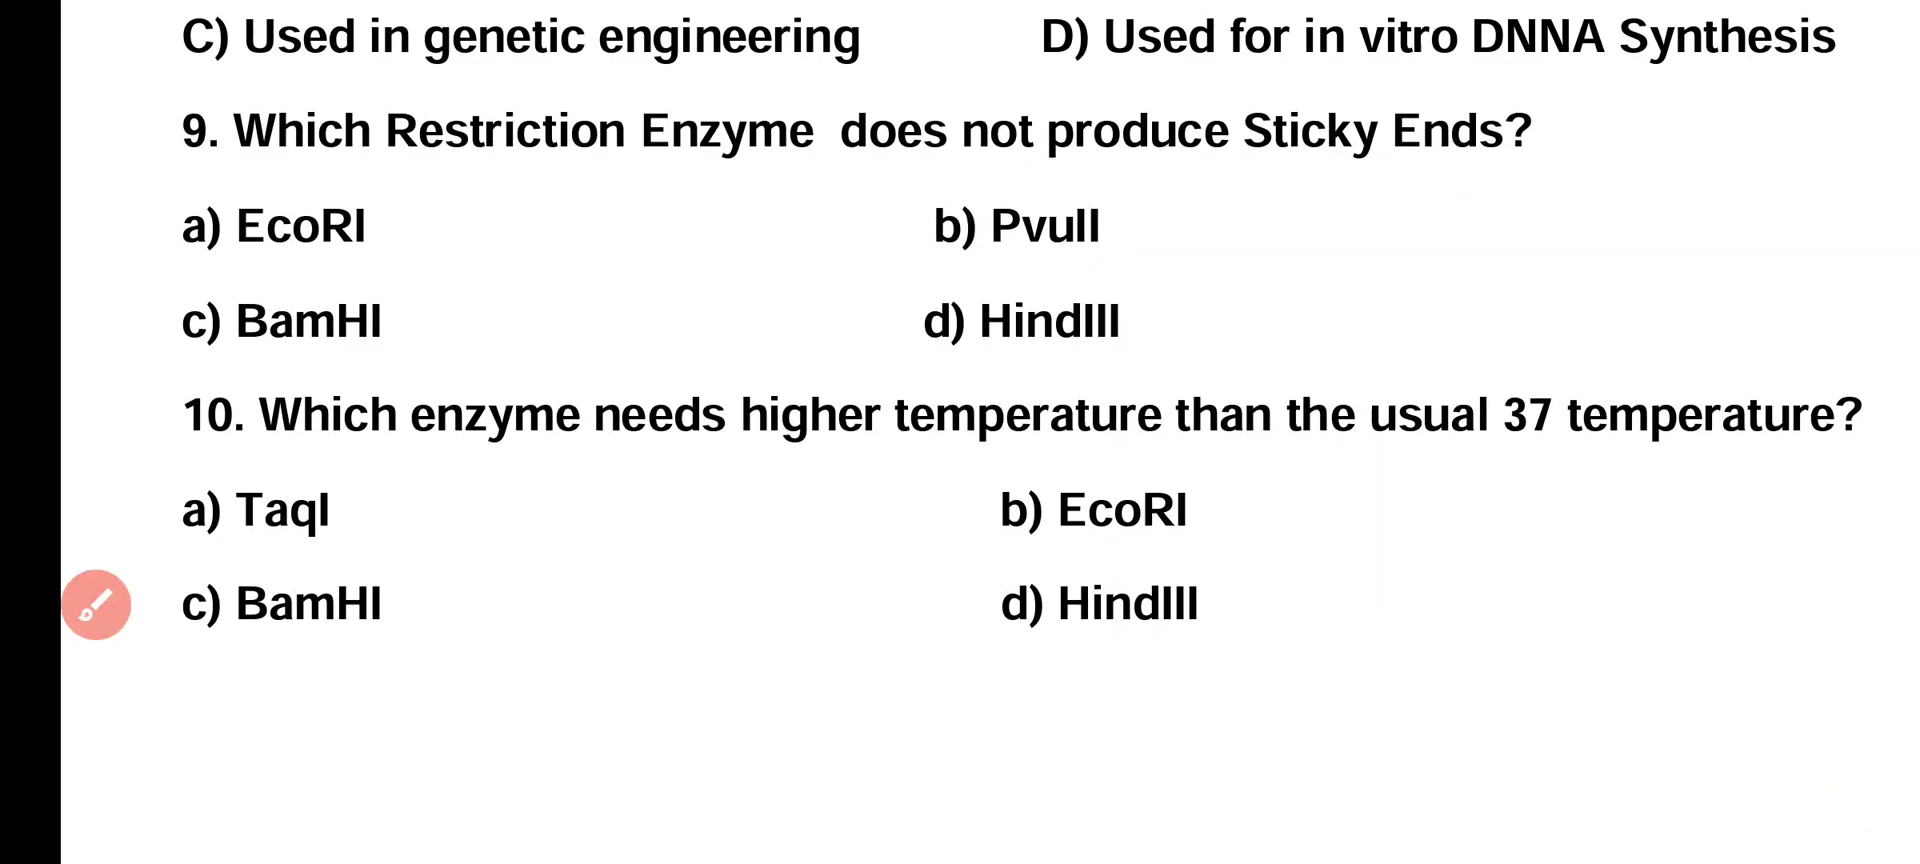 C) Used in genetic engineering D) Used for in vitro DNNA Synthesis
9. Which Restriction Enzyme does not produce Sticky Ends?
a) EcoRI b) PvuII
c) BamHI d) HindIII
10. Which enzyme needs higher temperature than the usual 37 temperature?
a) TaqI b) EcoRI
c) BamHI d) HindIII